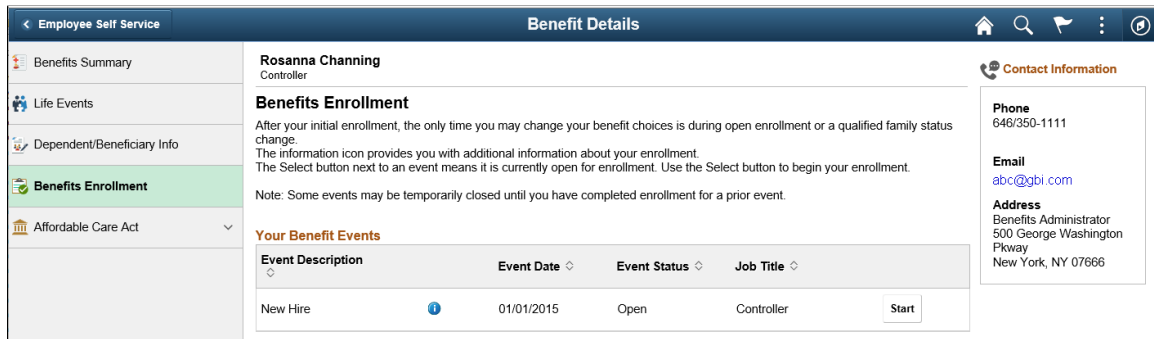 Employee Self Service
Benefit Details
Benefits Summary
Life Events
Dependent/Beneficiary Info
Benefits Enrollment
Affordable Care Act
Rosanna Channing
Controller
Benefits Enrollment
After your initial enrollment, the only time you may change your benefit choices is during open enrollment or a qualified family status
change.
The information icon provides you with additional information about your enrollment.
The Select button next to an event means it is currently open for enrollment. Use the Select button to begin your enrollment.
Note: Some events may be temporarily closed until you have completed enrollment for a prior event.
Your Benefit Events
Event Description Event Date Event Status Job Title
New Hire 01/01/2015 Open Controller Start
Contact Information
Phone
646/350-1111
Email
abc@gbi.com
Address
Benefits Administrator
500 George Washington
Pkway
New York, NY 07666